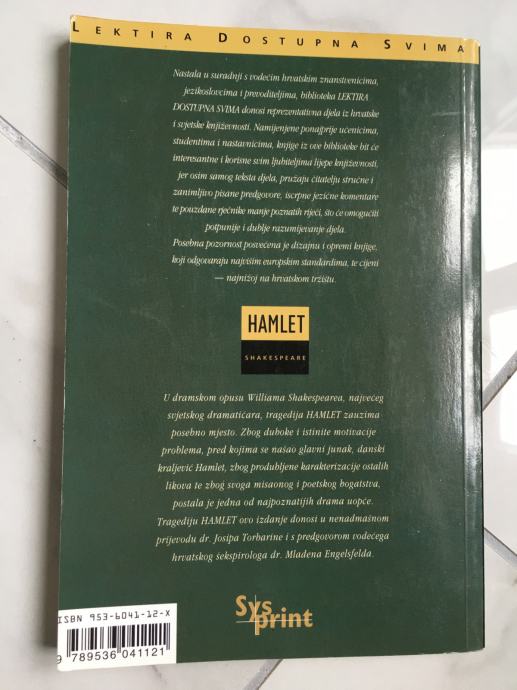 LEKTIRA DOSTUPNA SVIMA
Nastala u suradnji s vodećim hrvatskim znanstvenicima,
jezikoslovcima i prevoditeljima, biblioteka LEKTIRA
DOSTUPNA SVIMA donosi reprezentativna djela iz hrvatske
i svjetske književnosti. Namijenjene ponajprije učenicima,
studentima i nastavnicima, knjige iz ove biblioteke bit će
interesantne i korisne svim ljubiteljima lijepe književnosti,
jer osim samog teksta djela, pružaju čitatelju stručne i
zanimljivo pisane predgovore, iscrpne jezične komentare
te pouzdane rječnike manje poznatih riječi, što će omogućiti
potpunije i dublje razumijevanje djela.
Posebna pozornost posvećena je dizajnu i opremi knjige,
koji odgovaraju najvišim europskim standardima, te cijeni
— najnižoj na hrvatskom tržištu.
HAMLET
SHAKESPEARE
U dramskom opusu Williama Shakespearea, najvećeg
svjetskog dramatičara, tragedija HAMLET zauzima
posebno mjesto. Zbog duboke i istinite motivacije
problema, pred kojima se našao glavni junak, danski
kraljević Hamlet, zbog produbljene karakterizacije ostalih
likova te zbog svoga misaonog i poetskog bogatstva,
postala je jedna od najpoznatijih drama uopće.
Tragediju HAMLET ovo izdanje donosi u nenadmašnom
prijevodu dr. Josipa Torbarine i s predgovorom vodećega
hrvatskog šekspirologa dr. Mladena Engelsfelda.
Sys
print
ISBN 953-6041-12-X
9 789536 041121